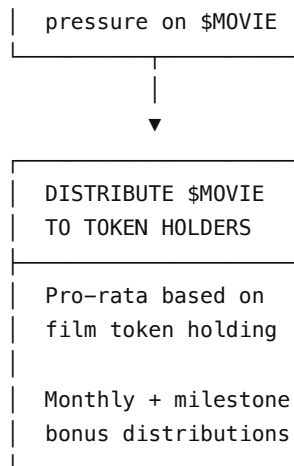 pressure on $MOVIE
DISTRIBUTE $MOVIE
TO TOKEN HOLDERS
Pro-rata based on
film token holding
Monthly + milestone
bonus distributions